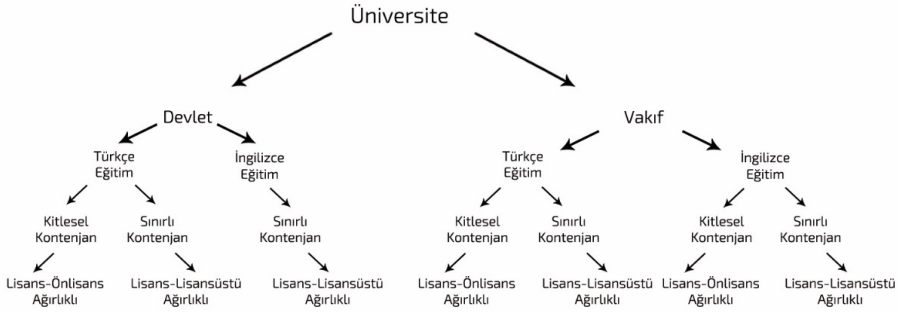 Üniversite
Devlet
Vakıf
Türkçe
Eğitim
İngilizce
Eğitim
Türkçe
Eğitim
İngilizce
Eğitim
Kitlesel
Kontenjan
Sınırlı
Kontenjan
Sınırlı
Kontenjan
Kitlesel
Kontenjan
Sınırlı
Kontenjan
Kitlesel
Kontenjan
Sınırlı
Kontenjan
Lisans-Önlisans
Ağırlıklı
Lisans-Lisansüstü
Ağırlıklı
Lisans-Lisansüstü
Ağırlıklı
Lisans-Önlisans
Ağırlıklı
Lisans-Lisansüstü
Ağırlıklı
Lisans-Önlisans
Ağırlıklı
Lisans-Lisansüstü
Ağırlıklı